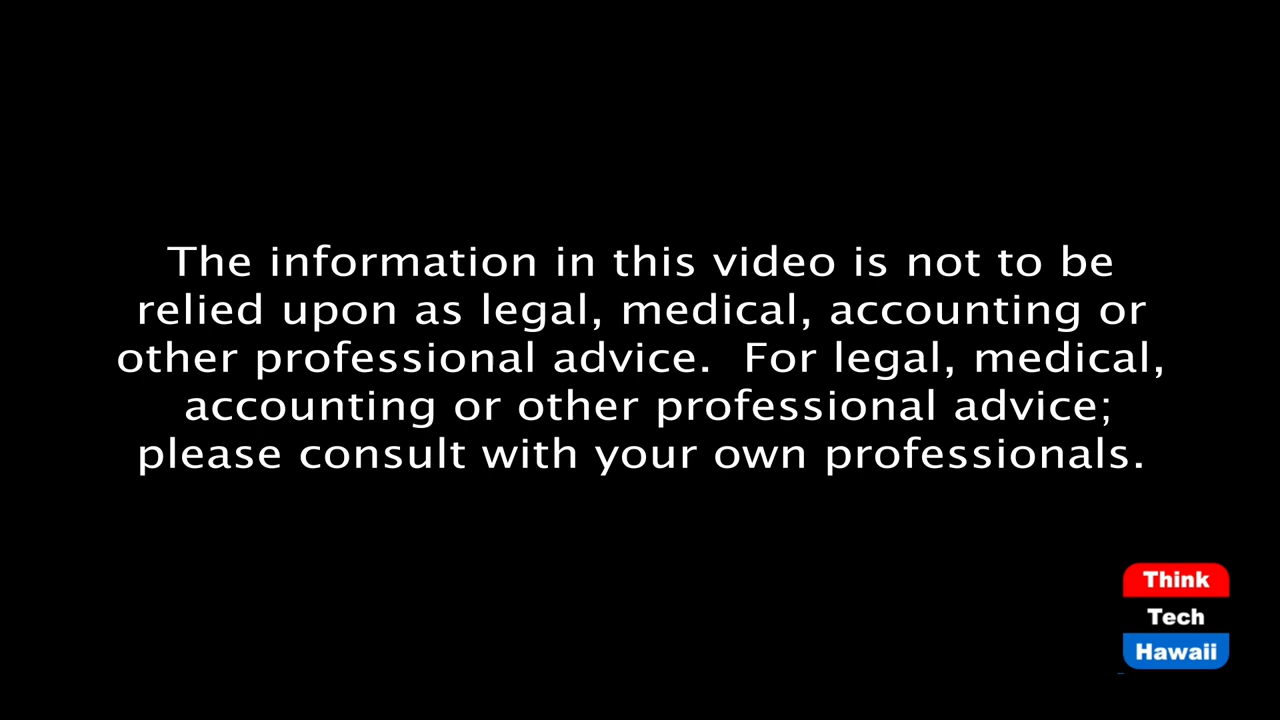 The information in this video is not to be
relied upon as legal, medical, accounting or
other professional advice.  For legal, medical,
accounting or other professional advice;
please consult with your own professionals.
Think
Tech
Hawaii